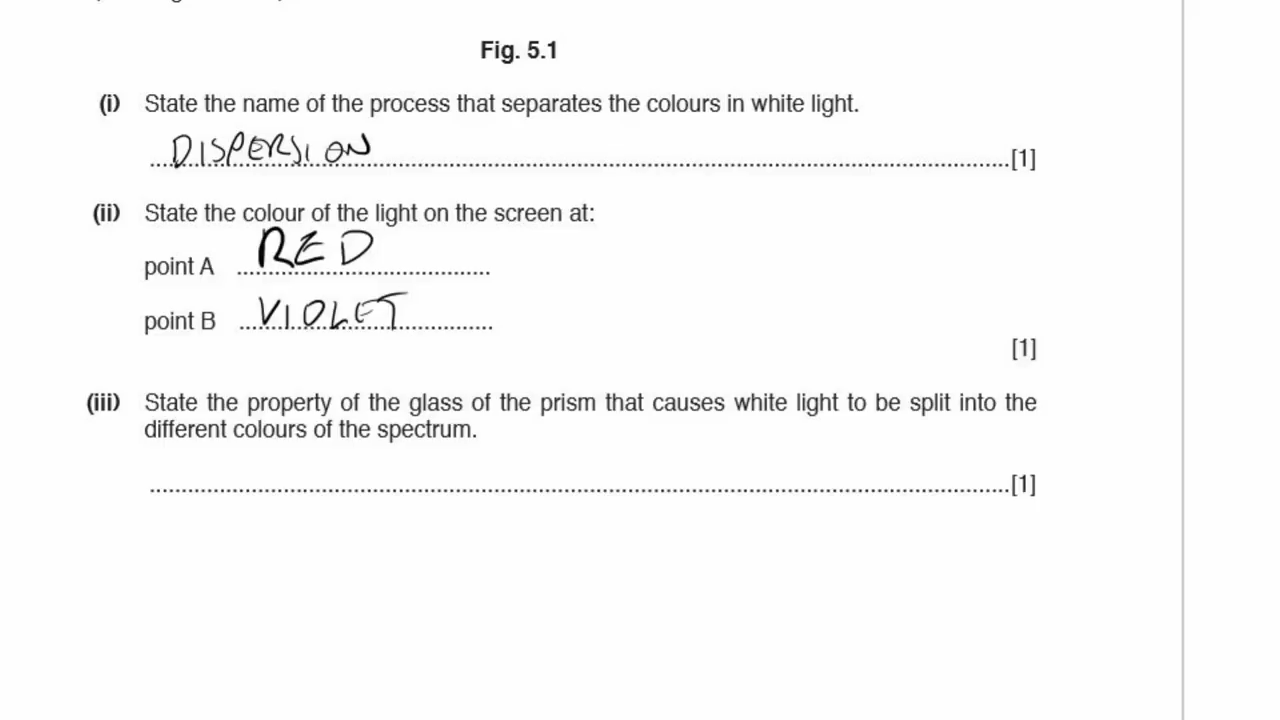 Fig. 5.1
(i) State the name of the process that separates the colours in white light.
DISPERSION [1]
(ii) State the colour of the light on the screen at:
point A RED
point B VIOLET
[1]
(iii) State the property of the glass of the prism that causes white light to be split into the
different colours of the spectrum.
[1]